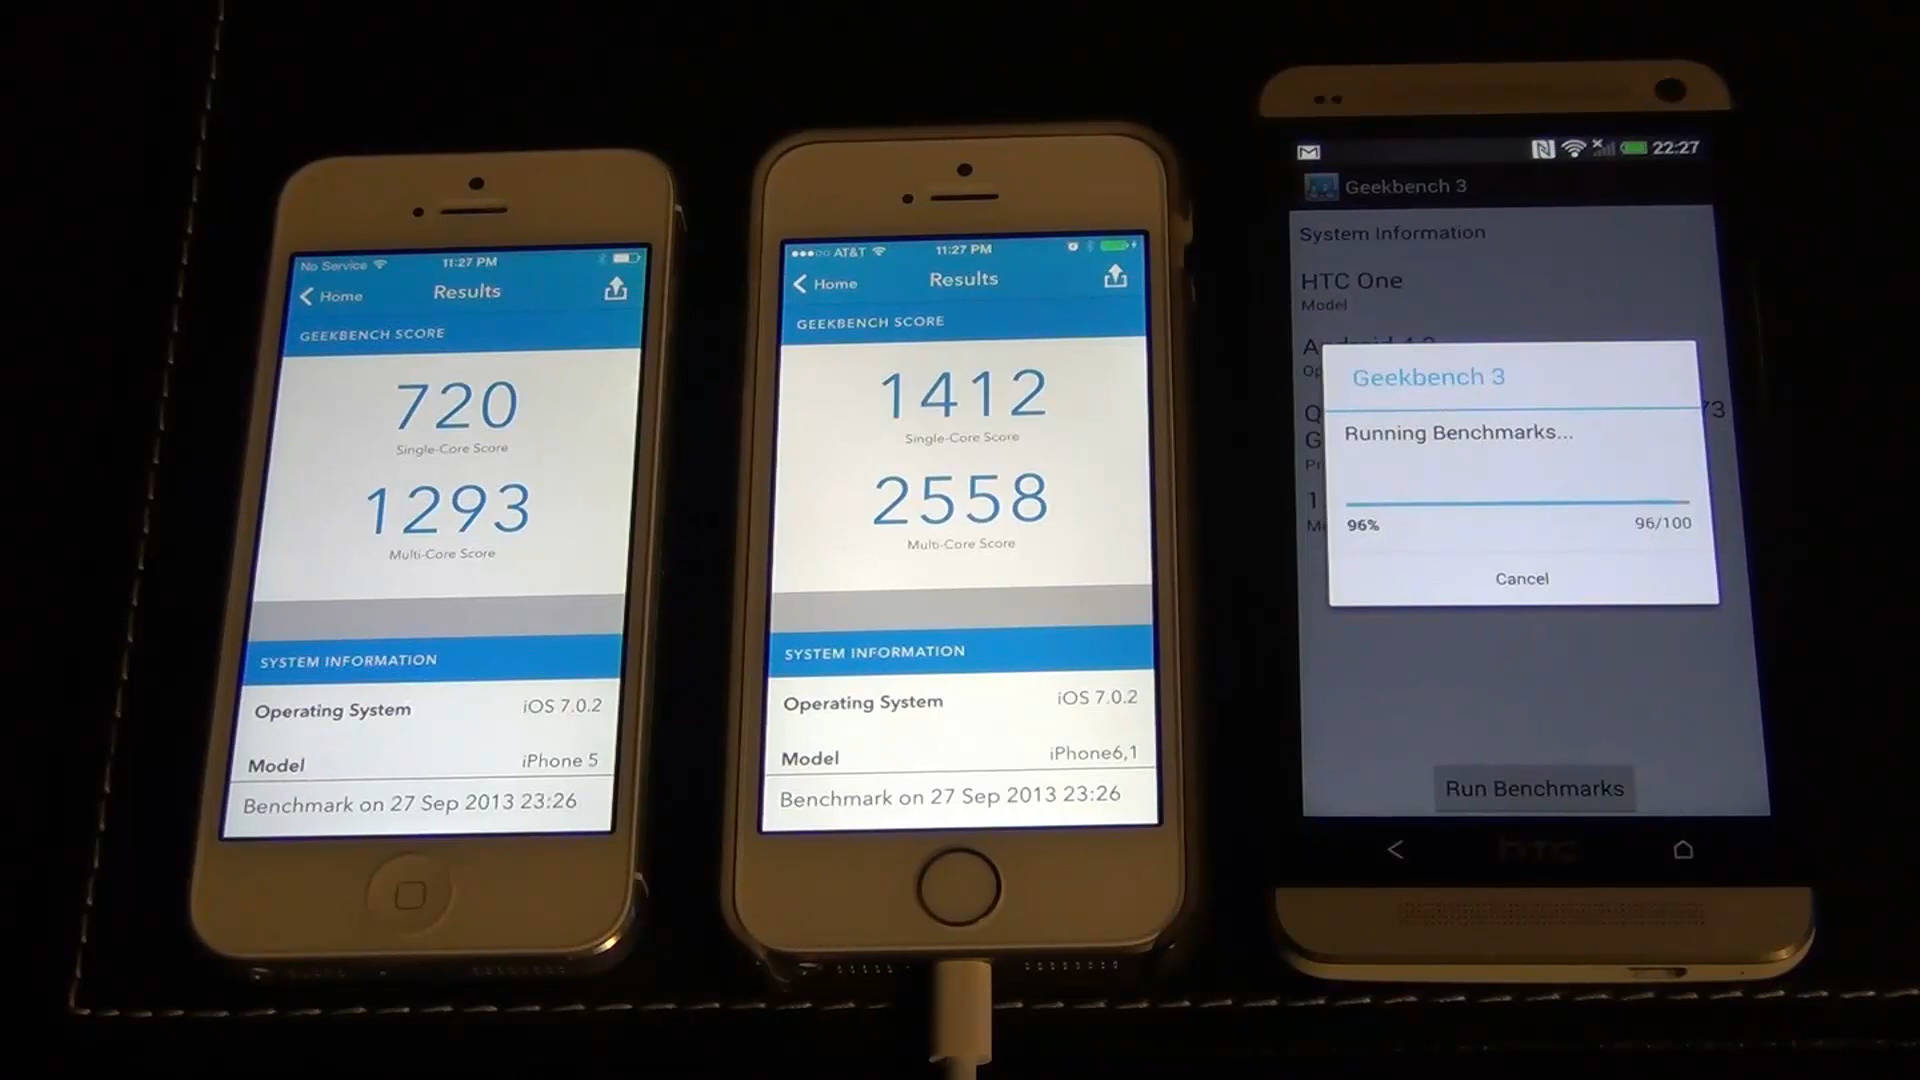 No Service 11:27 PM
Home Results
GEEKBENCH SCORE
720
Single-Core Score
1293
Multi-Core Score
SYSTEM INFORMATION
Operating System iOS 7.0.2
Model iPhone 5
Benchmark on 27 Sep 2013 23:26
AT&T 11:27 PM
Home Results
GEEKBENCH SCORE
1412
Single-Core Score
2558
Multi-Core Score
SYSTEM INFORMATION
Operating System iOS 7.0.2
Model iPhone6,1
Benchmark on 27 Sep 2013 23:26
22:27
Geekbench 3
System Information
HTC One
Model
Geekbench 3
Running Benchmarks...
96% 96/100
Cancel
Run Benchmarks
hTC